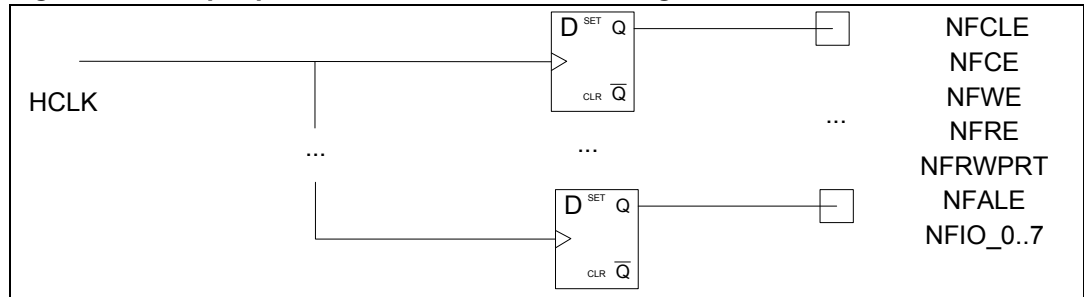 D SET Q
CLR Q
HCLK
...
...
...
D SET Q
CLR Q
NFCLE
NFCE
NFWE
NFRE
NFRWPRT
NFALE
NFIO_0..7